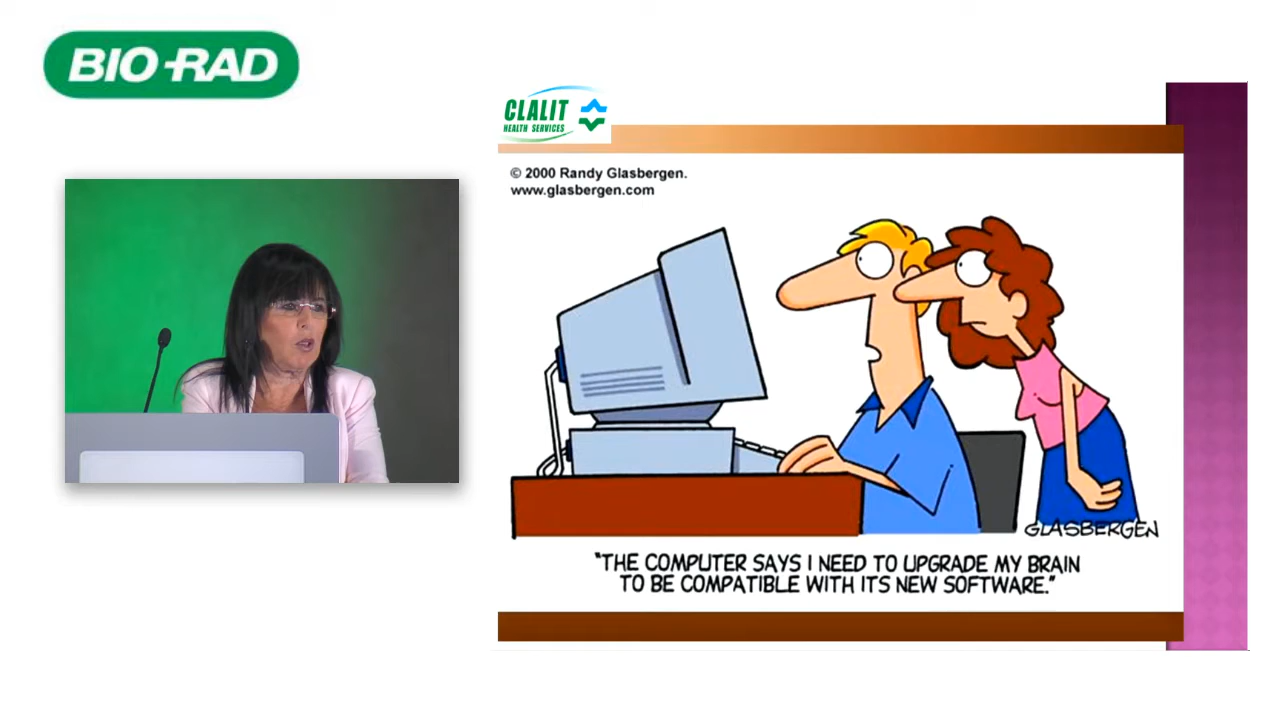 BIO-RAD
CLALIT
HEALTH SERVICES
© 2000 Randy Glasbergen.
www.glasbergen.com
GLASBERGEN
"THE COMPUTER SAYS I NEED TO UPGRADE MY BRAIN
TO BE COMPATIBLE WITH ITS NEW SOFTWARE."